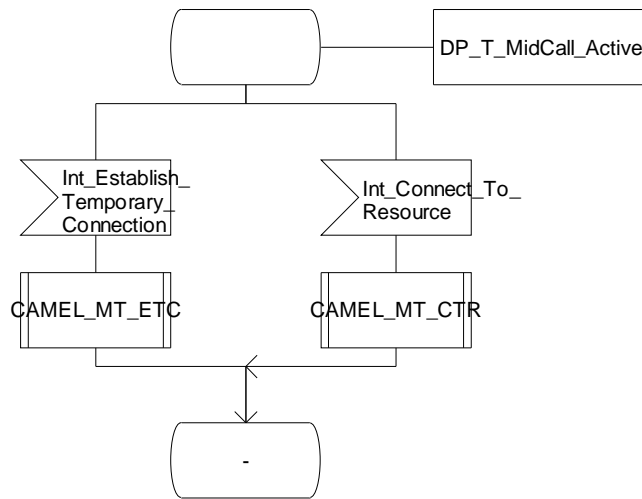 DP_T_MidCall_Active
Int_Establish_
Temporary_
Connection
Int_Connect_To_
Resource
CAMEL_MT_ETC
CAMEL_MT_CTR
-